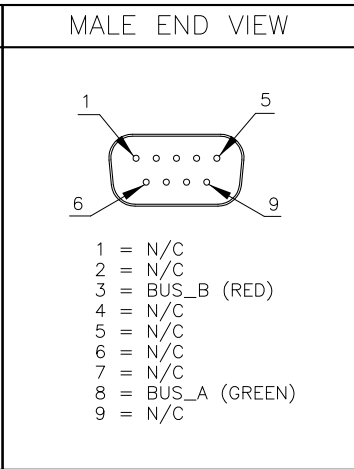 MALE END VIEW
1 5
6 9
1 = N/C
2 = N/C
3 = BUS_B (RED)
4 = N/C
5 = N/C
6 = N/C
7 = N/C
8 = BUS_A (GREEN)
9 = N/C